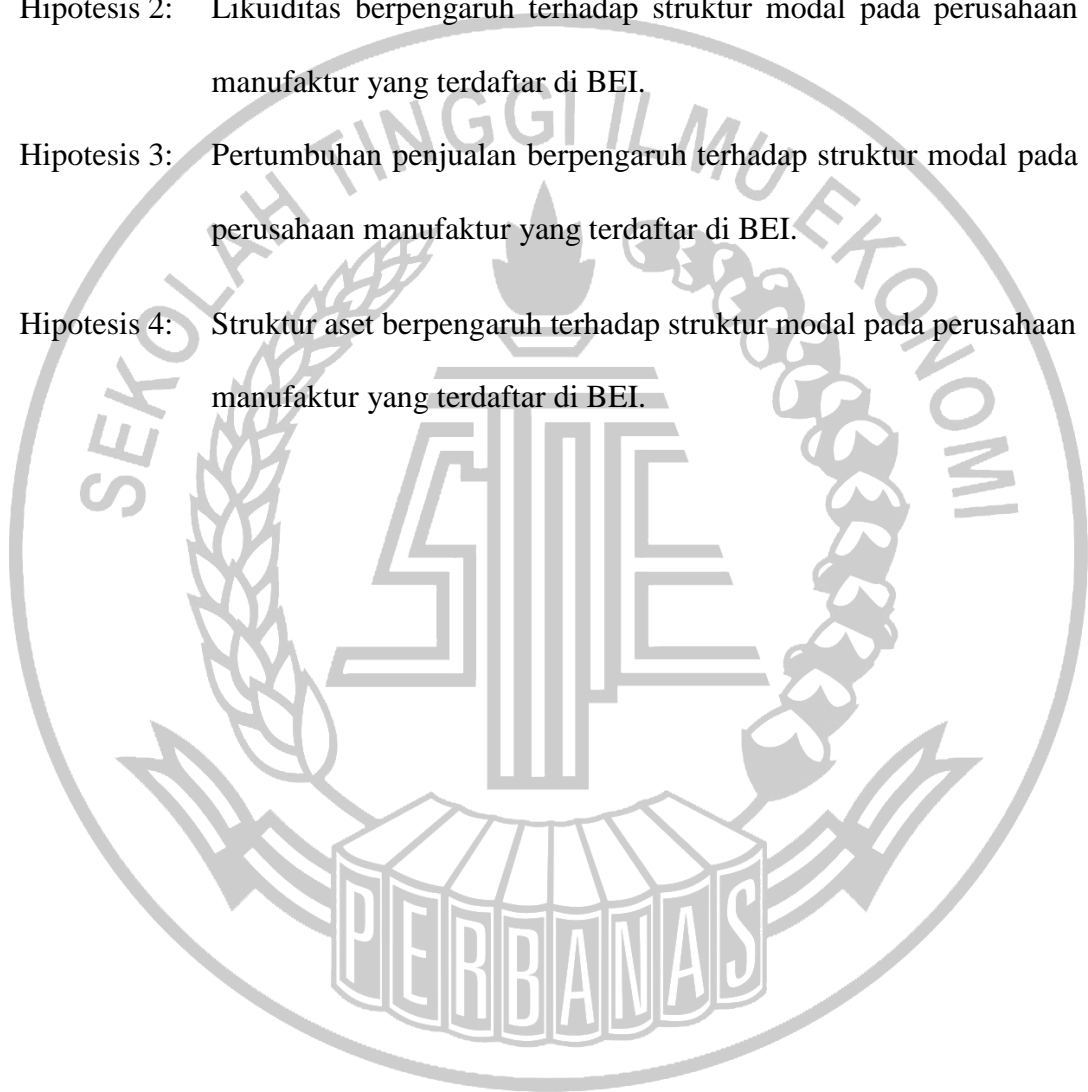 Hipotesis 2: Likuiditas berpengaruh terhadap struktur modal pada perusahaan
manufaktur yang terdaftar di BEI.
Hipotesis 3: Pertumbuhan penjualan berpengaruh terhadap struktur modal pada
perusahaan manufaktur yang terdaftar di BEI.
Hipotesis 4: Struktur aset berpengaruh terhadap struktur modal pada perusahaan
manufaktur yang terdaftar di BEI.
SEKOLAH TINGGI ILMU EKONOMI
STIE
PERBANAS